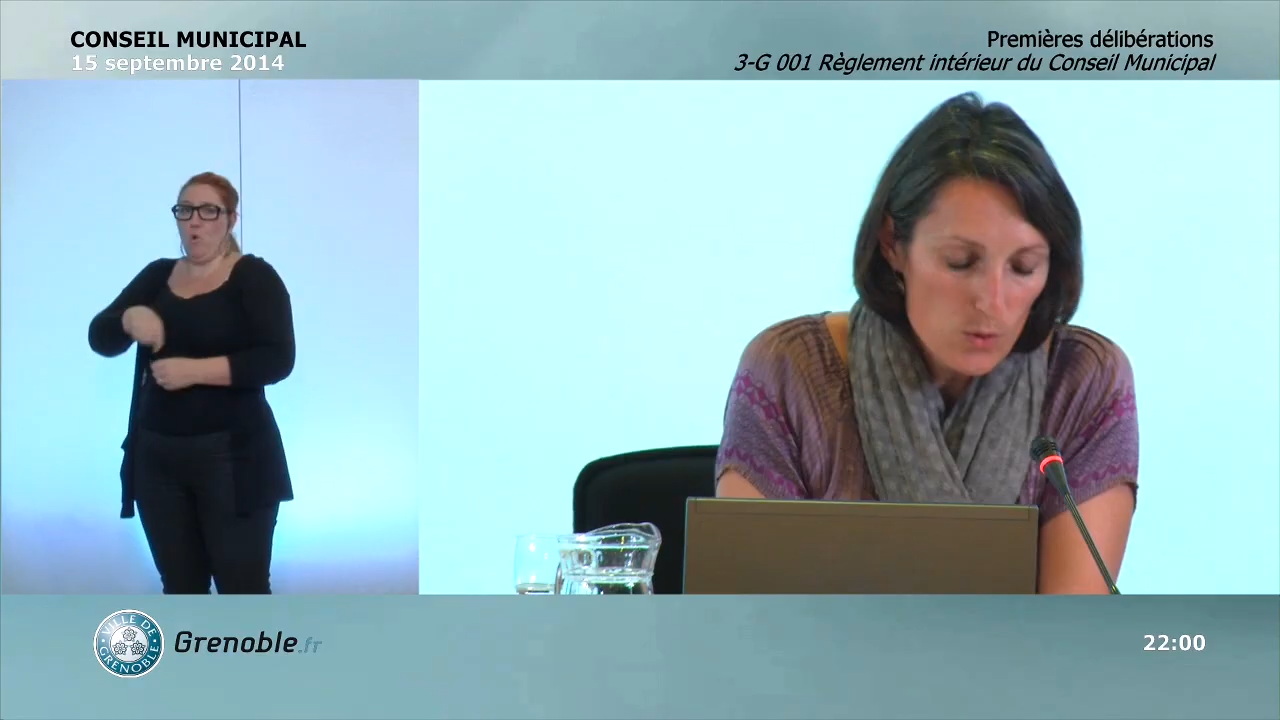 CONSEIL MUNICIPAL
15 septembre 2014
Premières délibérations
3-G 001 Règlement intérieur du Conseil Municipal
VILLE DE
GRENOBLE
Grenoble.fr
22:00